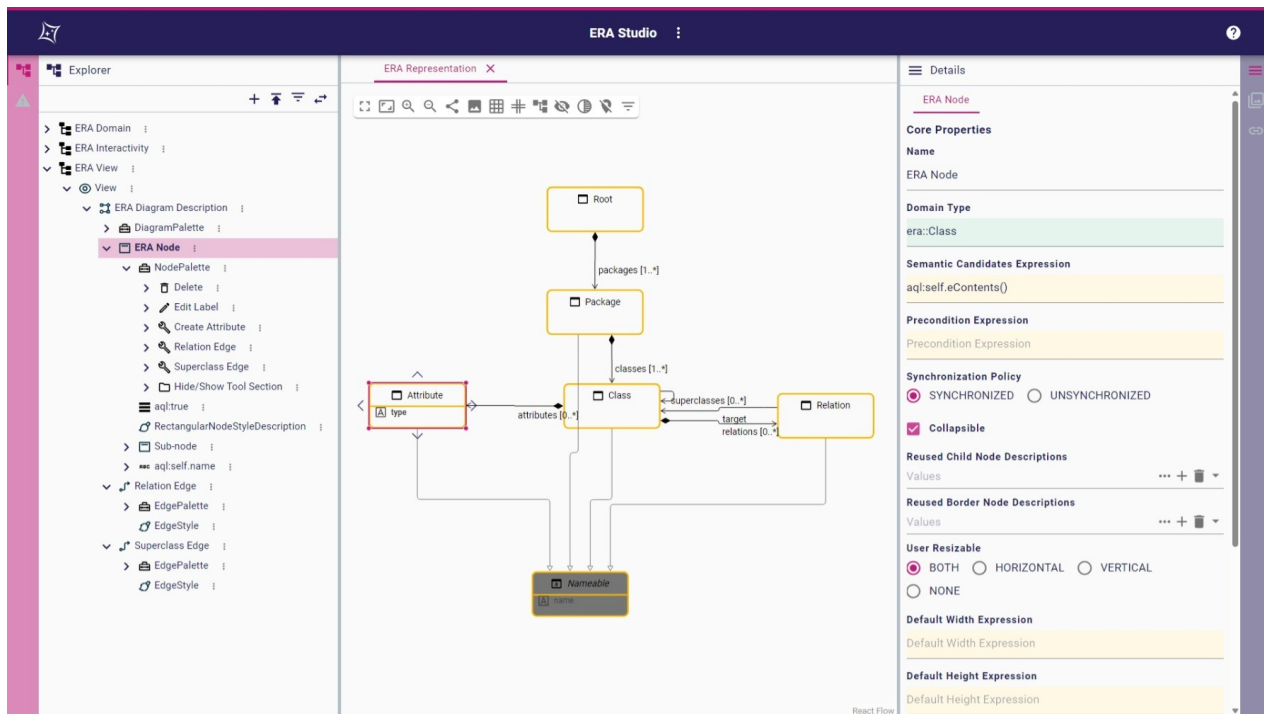 ERA Studio
Explorer
ERA Domain
ERA Interactivity
ERA View
View
ERA Diagram Description
DiagramPalette
ERA Node
NodePalette
Delete
Edit Label
Create Attribute
Relation Edge
Superclass Edge
Hide/Show Tool Section
aql:true
RectangularNodeStyleDescription
Sub-node
aql:self.name
Relation Edge
EdgePalette
EdgeStyle
Superclass Edge
EdgePalette
EdgeStyle
ERA Representation
Root
packages [1..*]
Package
classes [1..*]
Attribute
type
attributes [0..*]
Class
superclasses [0..*]
target
relations [0..*]
Relation
Nameable
name
React Flow
Details
ERA Node
Core Properties
Name
ERA Node
Domain Type
era::Class
Semantic Candidates Expression
aql:self.eContents()
Precondition Expression
Precondition Expression
Synchronization Policy
SYNCHRONIZED UNSYNCHRONIZED
Collapsible
Reused Child Node Descriptions
Values
Reused Border Node Descriptions
Values
User Resizable
BOTH HORIZONTAL VERTICAL
NONE
Default Width Expression
Default Width Expression
Default Height Expression
Default Height Expression